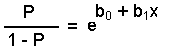 P / (1 - P) = e^(b₀ + b₁x)